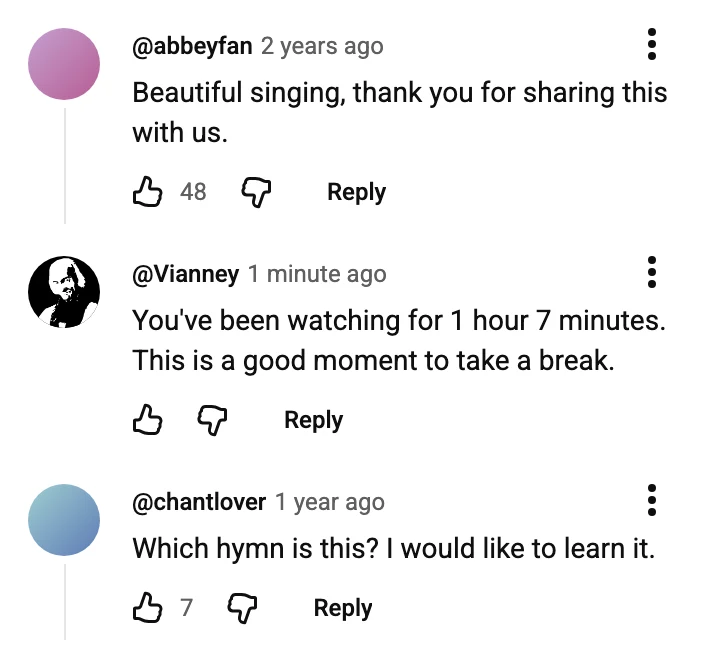 @abbeyfan 2 years ago
Beautiful singing, thank you for sharing this
with us.
48 Reply
@Vianney 1 minute ago
You've been watching for 1 hour 7 minutes.
This is a good moment to take a break.
Reply
@chantlover 1 year ago
Which hymn is this? I would like to learn it.
7 Reply